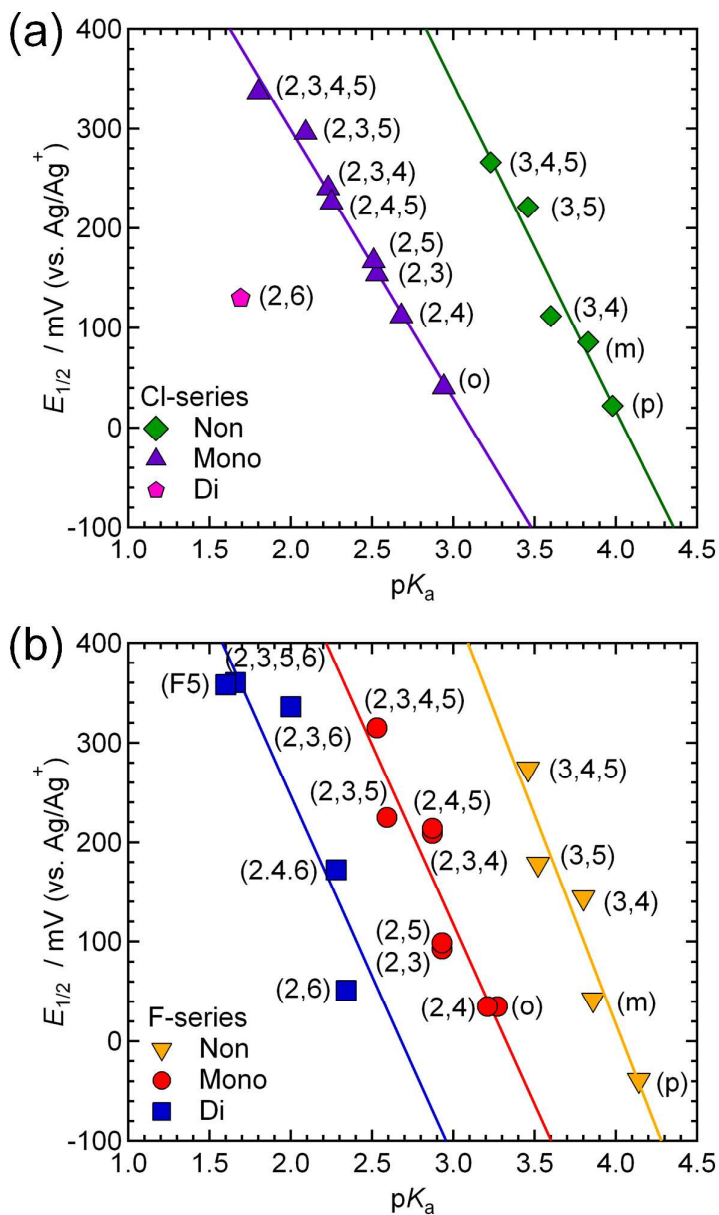 (a)
400
300
200
100
0
-100
E1/2 / mV (vs. Ag/Ag+)
(2,3,4,5)
(2,3,5)
(2,3,4)
(2,4,5)
(2,5)
(2,3)
(2,4)
(o)
(2,6)
(3,4,5)
(3,5)
(3,4)
(m)
(p)
Cl-series
Non
Mono
Di
1.0 1.5 2.0 2.5 3.0 3.5 4.0 4.5
pKa
(b)
400
300
200
100
0
-100
E1/2 / mV (vs. Ag/Ag+)
(2,3,5,6)
(F5)
(2,3,6)
(2.4.6)
(2,6)
(2,3,4,5)
(2,3,5)
(2,4,5)
(2,3,4)
(2,5)
(2,3)
(2,4)
(o)
(3,4,5)
(3,5)
(3,4)
(m)
(p)
F-series
Non
Mono
Di
1.0 1.5 2.0 2.5 3.0 3.5 4.0 4.5
pKa